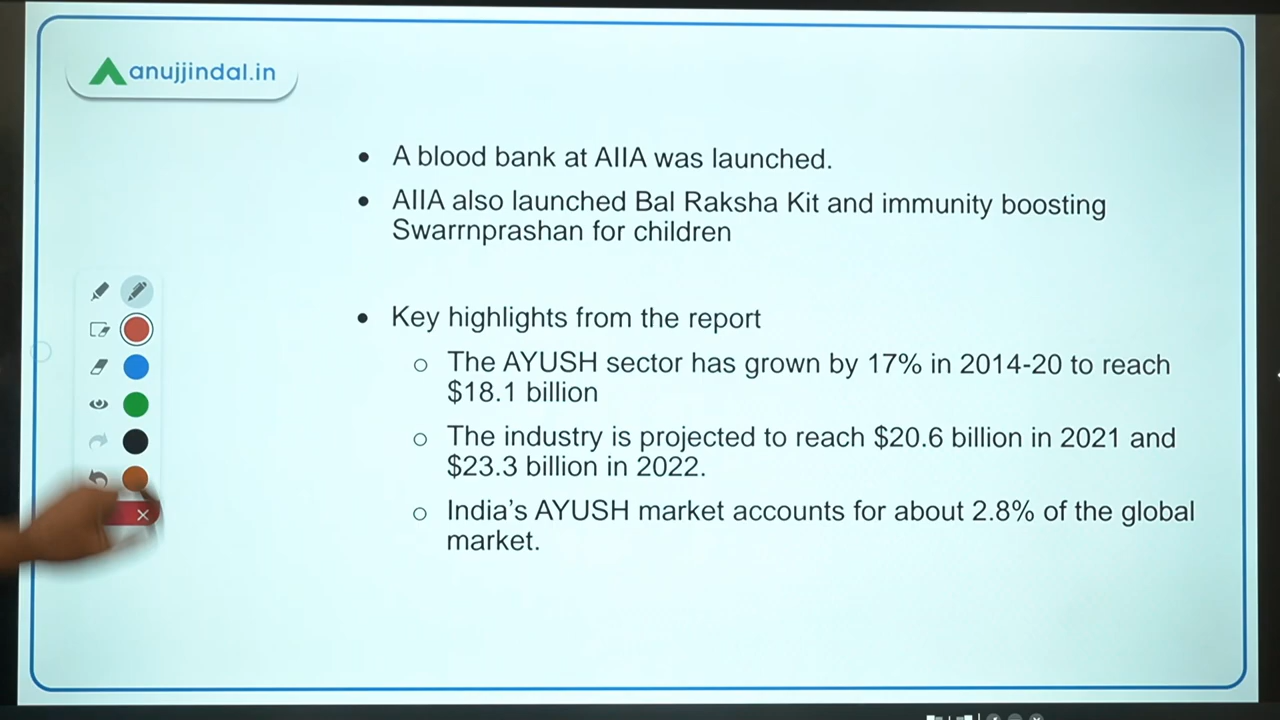 anujjindal.in
• A blood bank at AIIA was launched.
• AIIA also launched Bal Raksha Kit and immunity boosting
Swarrnprashan for children
• Key highlights from the report
○ The AYUSH sector has grown by 17% in 2014-20 to reach
$18.1 billion
○ The industry is projected to reach $20.6 billion in 2021 and
$23.3 billion in 2022.
○ India's AYUSH market accounts for about 2.8% of the global
market.